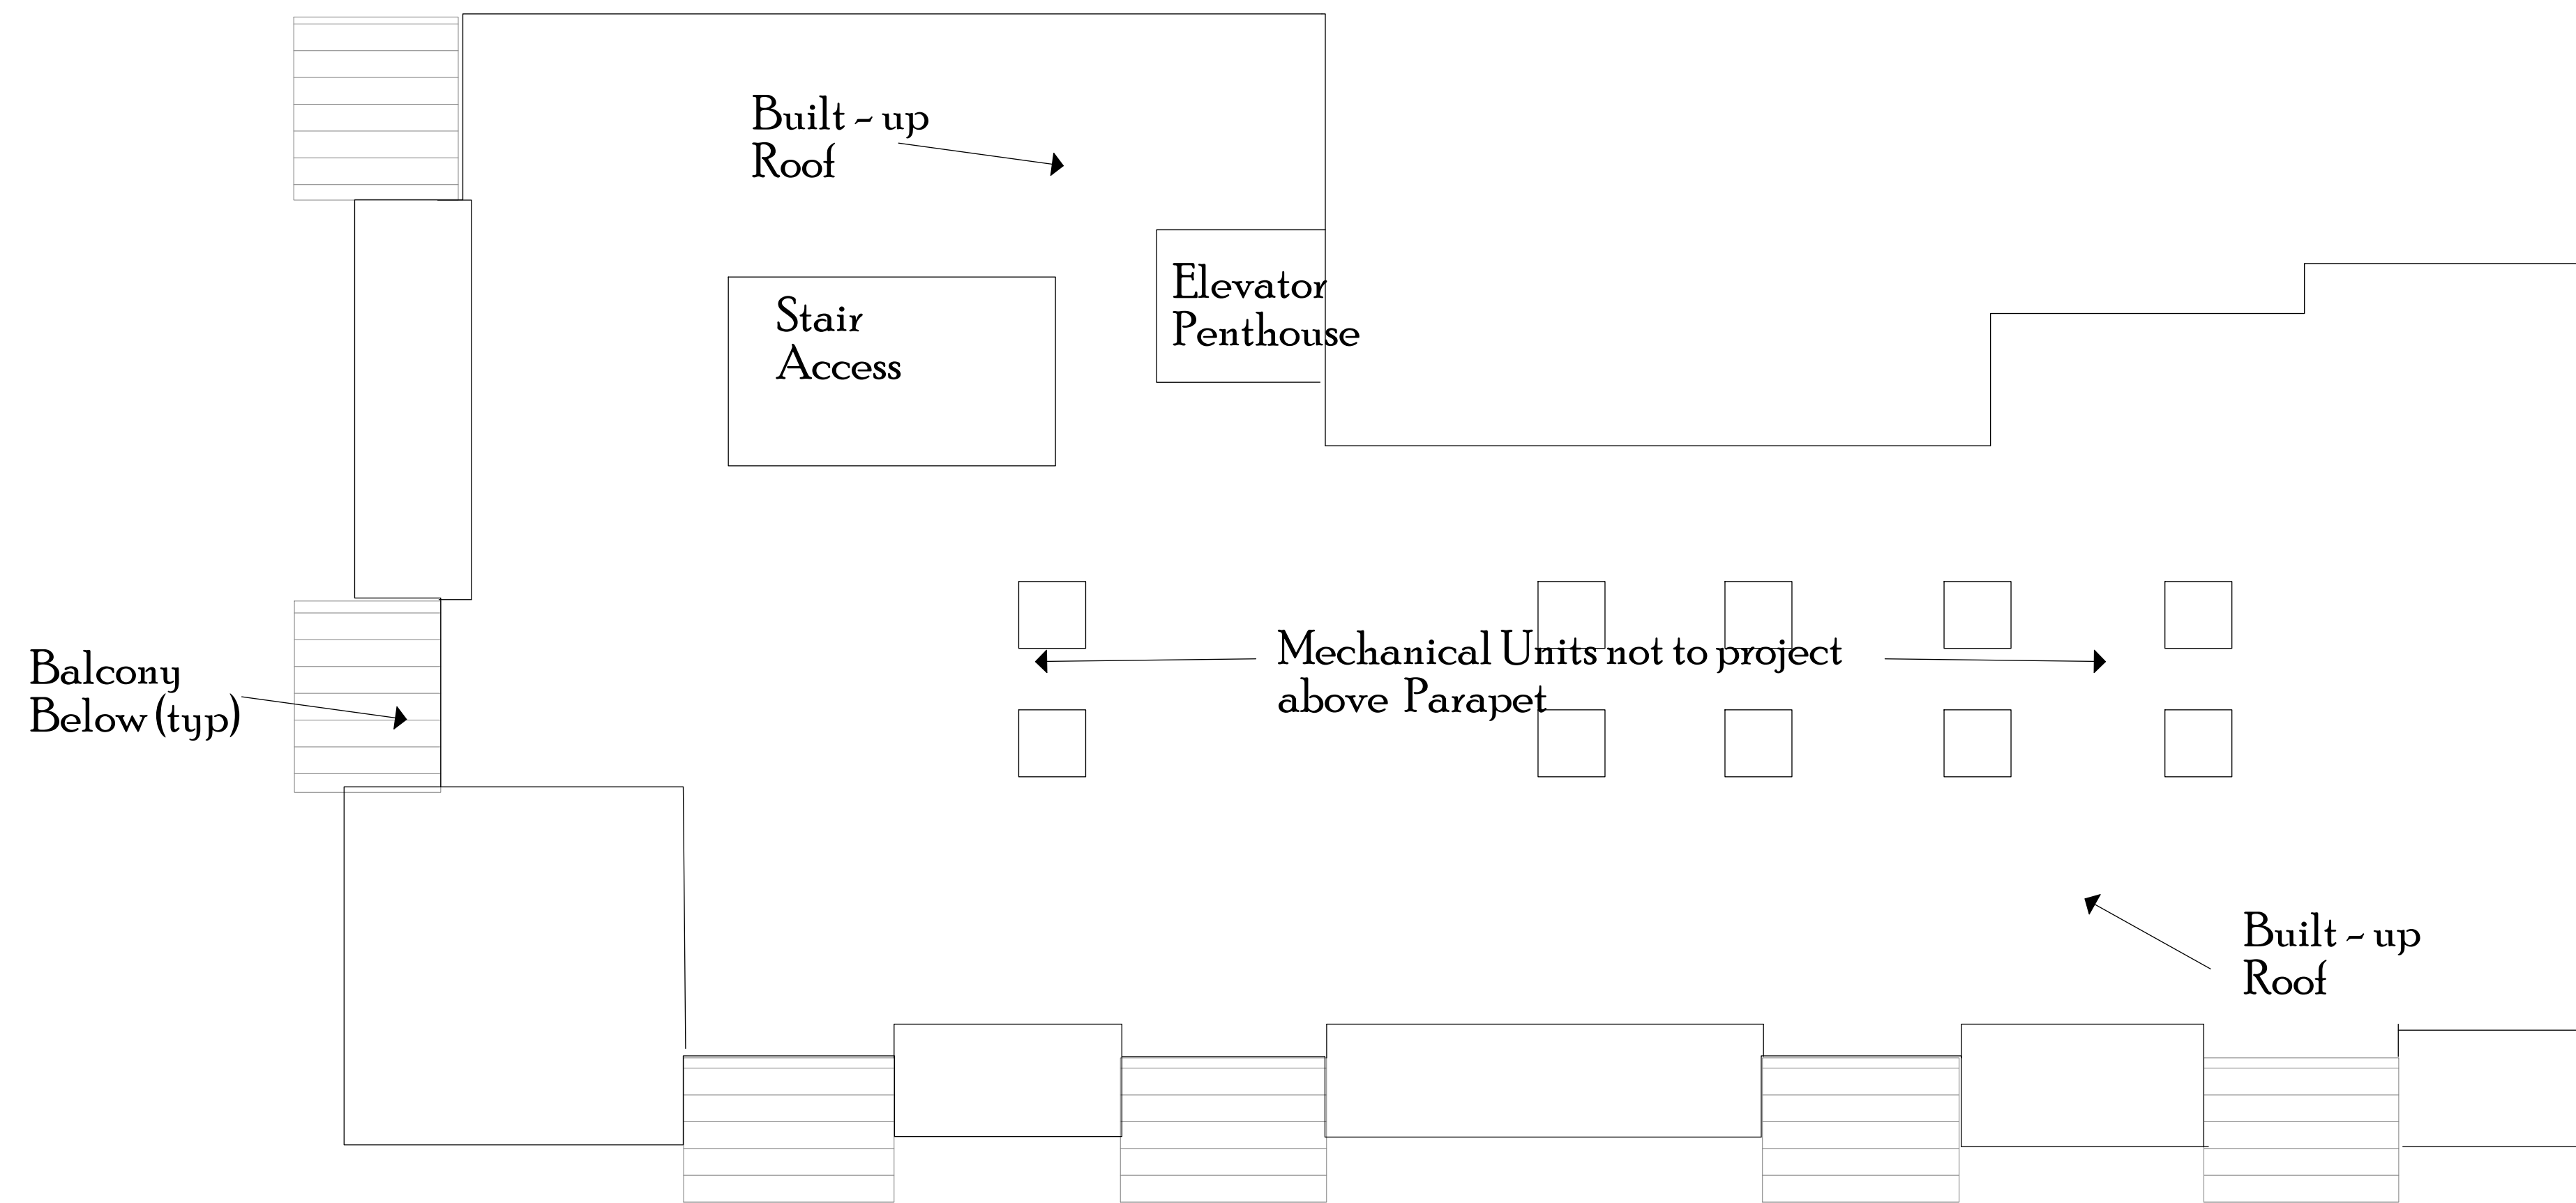 Built - up
Roof
Elevator
Penthouse
Stair
Access
Mechanical Units not to project
above Parapet
Balcony
Below (typ)
Built - up
Roof